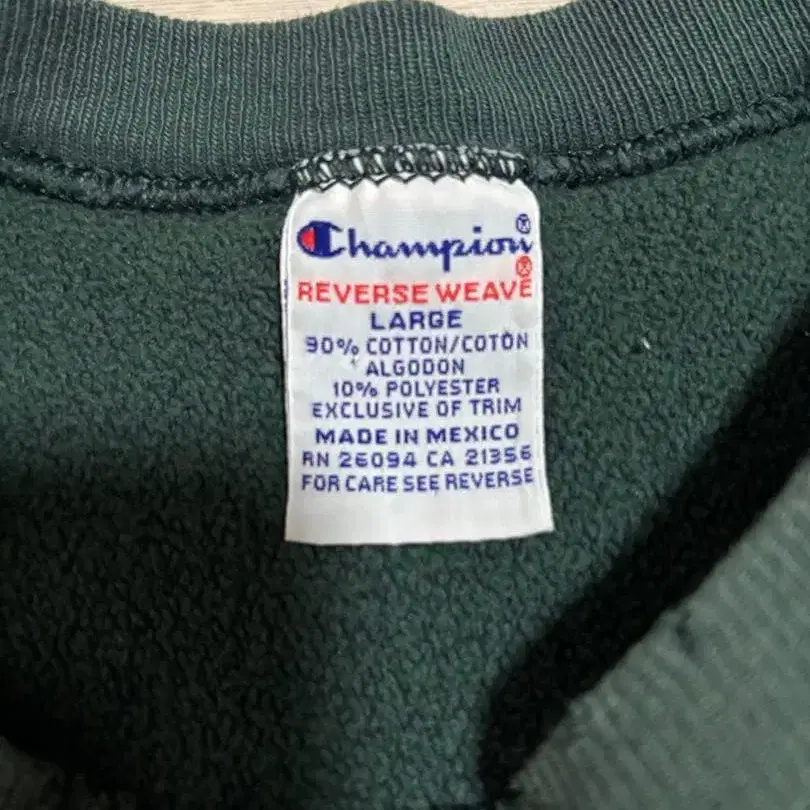 Champion®
REVERSE WEAVE®
LARGE
90% COTTON/COTON
ALGODON
10% POLYESTER
EXCLUSIVE OF TRIM
MADE IN MEXICO
RN 26094 CA 21356
FOR CARE SEE REVERSE